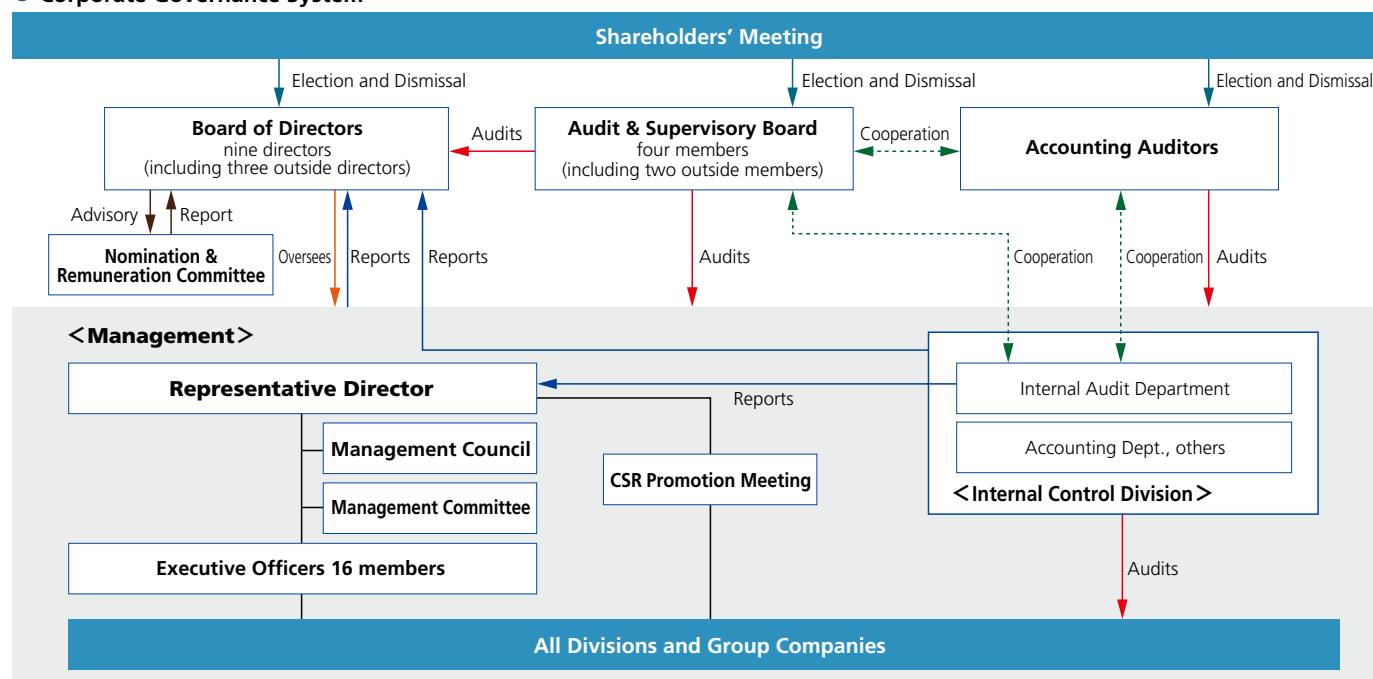 Corporate Governance System
Shareholders' Meeting
Election and Dismissal
Election and Dismissal
Election and Dismissal
Board of Directors
nine directors
(including three outside directors)
Audits
Audit & Supervisory Board
four members
(including two outside members)
Cooperation
Accounting Auditors
Advisory
Report
Nomination &
Remuneration Committee
Oversees
Reports
Reports
Audits
Cooperation
Cooperation
Audits
<Management>
Representative Director
Reports
Internal Audit Department
Management Council
Accounting Dept., others
CSR Promotion Meeting
<Internal Control Division>
Management Committee
Executive Officers 16 members
Audits
All Divisions and Group Companies